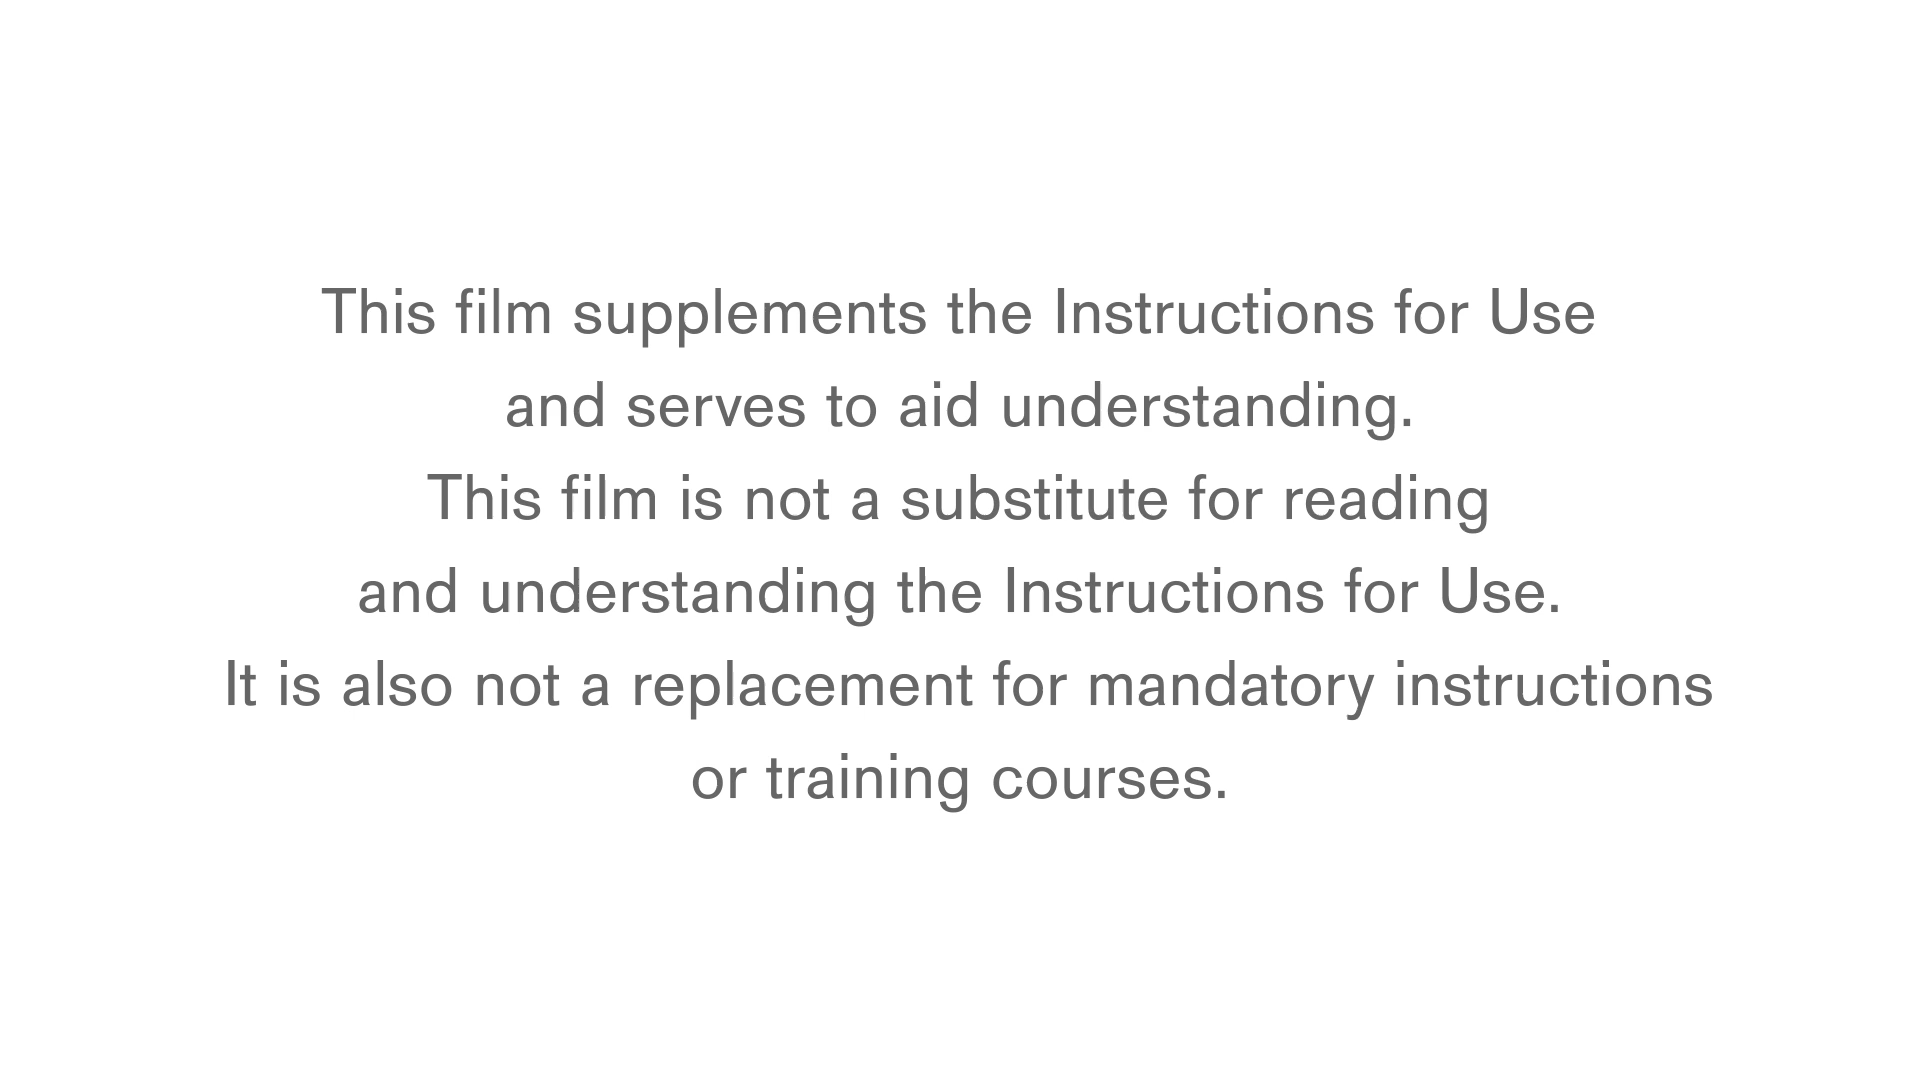 This film supplements the Instructions for Use
and serves to aid understanding.
This film is not a substitute for reading
and understanding the Instructions for Use.
It is also not a replacement for mandatory instructions
or training courses.